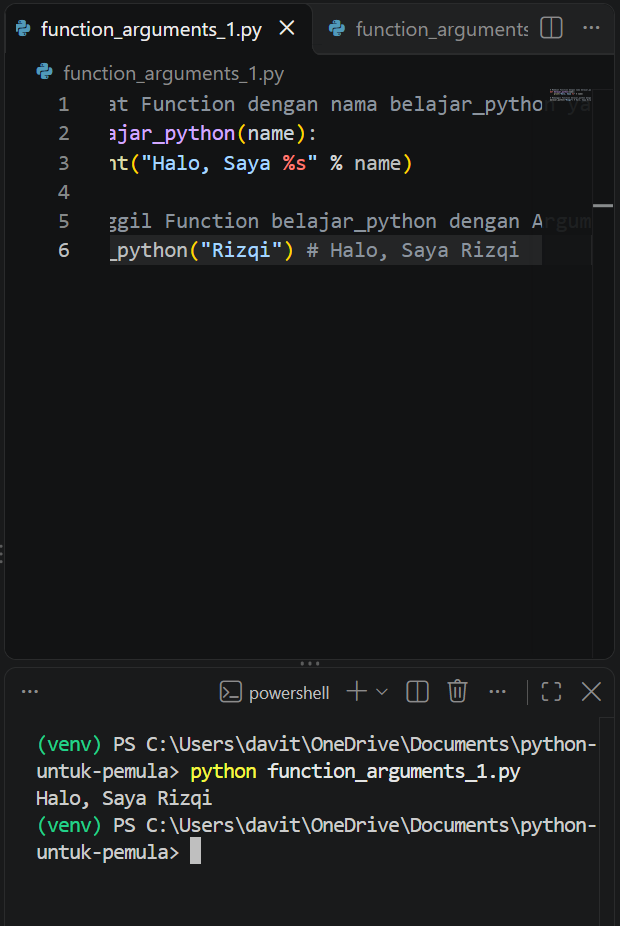 function_arguments_1.py function_arguments
function_arguments_1.py
1 at Function dengan nama belajar_python ya
2 ajar_python(name):
3 nt("Halo, Saya %s" % name)
4
5 ggil Function belajar_python dengan Argum
6 _python("Rizqi") # Halo, Saya Rizqi
powershell
(venv) PS C:\Users\davit\OneDrive\Documents\python-
untuk-pemula> python function_arguments_1.py
Halo, Saya Rizqi
(venv) PS C:\Users\davit\OneDrive\Documents\python-
untuk-pemula>